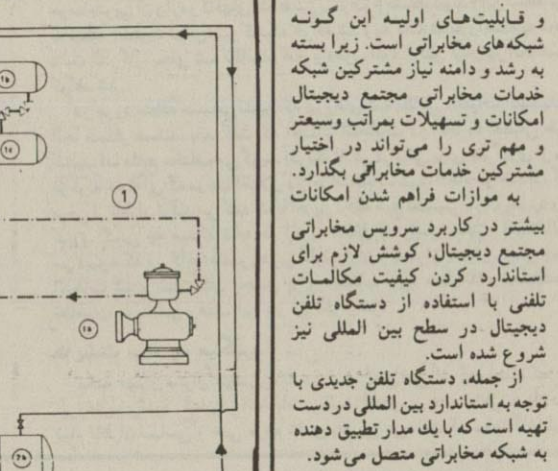 و قابلیت‌های اولیه این گونه
شبکه‌های مخابراتی است. زیرا بسته
به رشد و دامنه نیاز مشترکین شبکه
خدمات مخابراتی مجتمع دیجیتال
امکانات و تسهیلات بمراتب وسیعتر
و مهم تری را می‌تواند در اختیار
مشترکین خدمات مخابراتی بگذارد.
به موازات فراهم شدن امکانات
بیشتر در کاربرد سرویس مخابراتی
مجتمع دیجیتال، کوشش لازم برای
استاندارد کردن کیفیت مکالمات
تلفنی با استفاده از دستگاه تلفن
دیجیتال در سطح بین المللی نیز
شروع شده است.
از جمله، دستگاه تلفن جدیدی با
توجه به استاندارد بین المللی در دست
تهیه است که با یك مدار تطبیق دهنده
به شبکه مخابراتی متصل می‌شود.
1